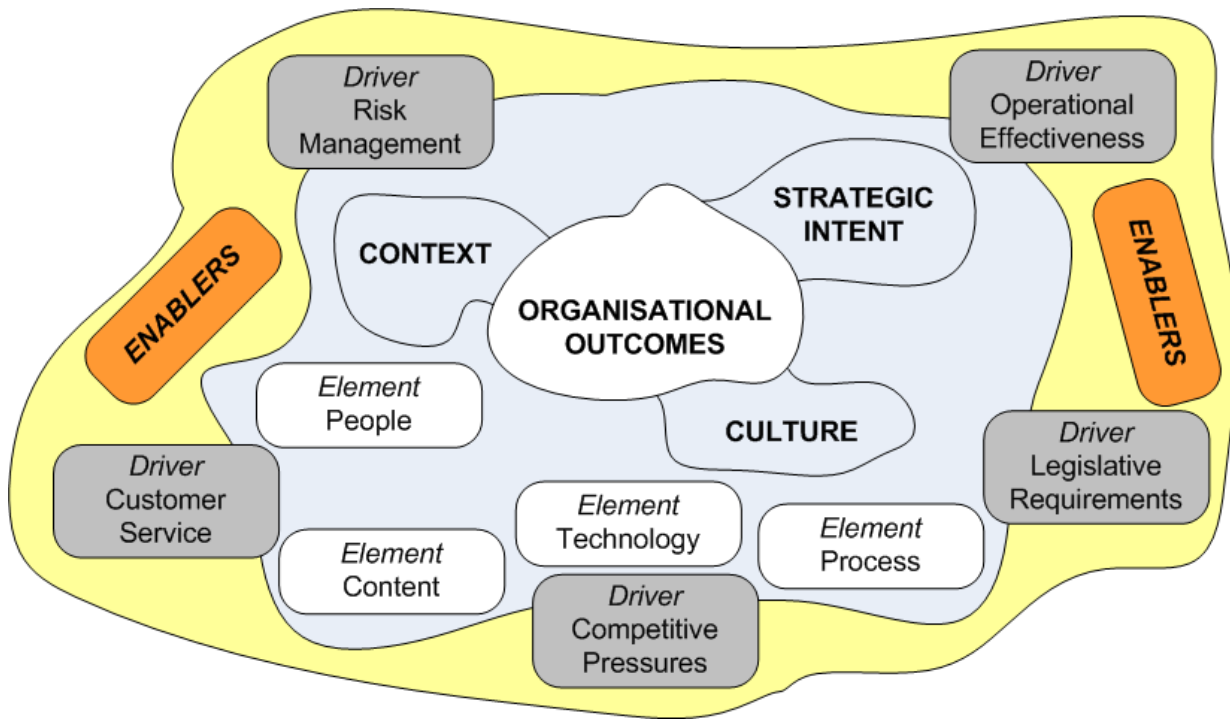 Driver
Risk
Management
Driver
Operational
Effectiveness
STRATEGIC
INTENT
CONTEXT
ENABLERS
ENABLERS
ORGANISATIONAL
OUTCOMES
Element
People
CULTURE
Driver
Customer
Service
Driver
Legislative
Requirements
Element
Technology
Element
Process
Element
Content
Driver
Competitive
Pressures